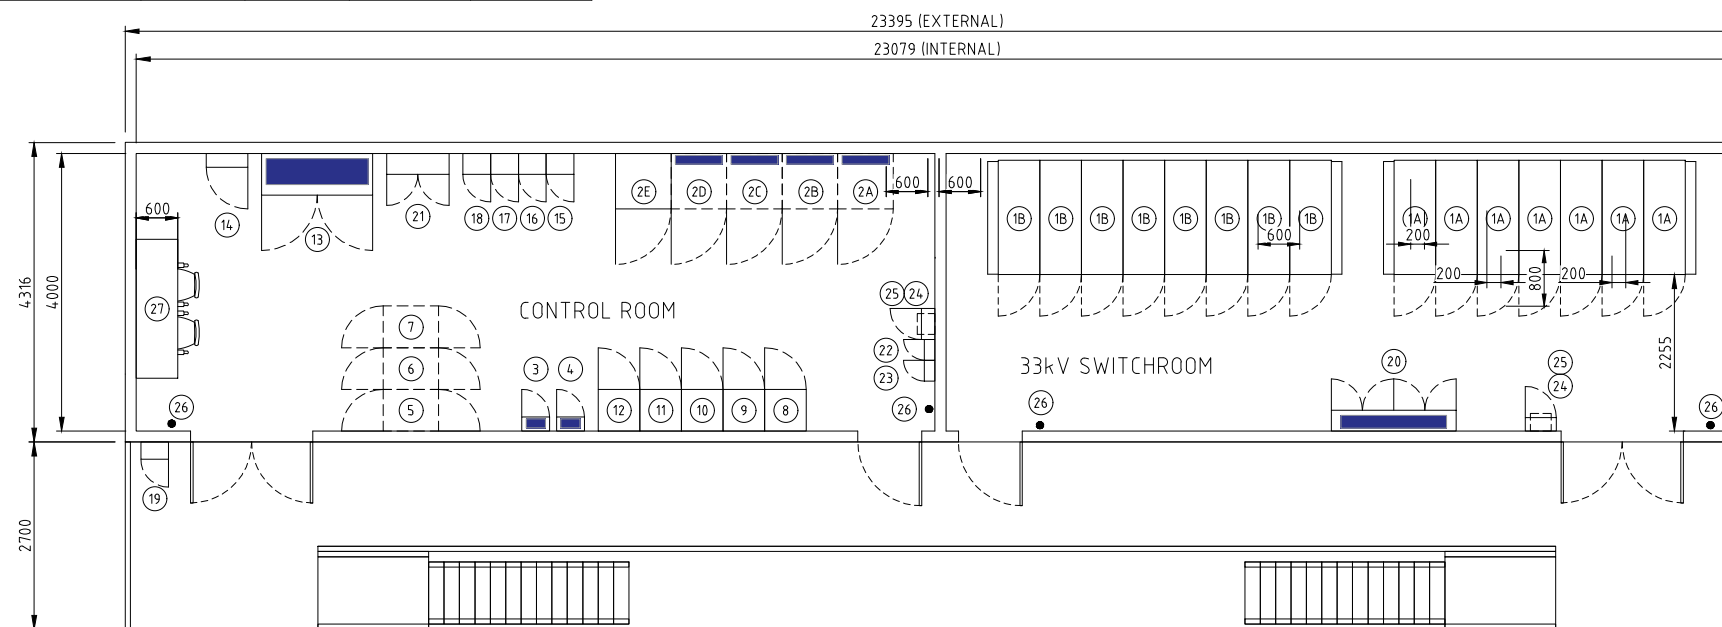 23395 (EXTERNAL)
23079 (INTERNAL)
600
14
13
21
18
17
16
15
2E
2D
2C
2B
2A
600
600
1B
1B
1B
1B
1B
1B
1B
1B
600
1A
1A
1A
1A
1A
1A
1A
200
200
800
200
4316
4000
27
7
6
5
CONTROL ROOM
25
24
22
23
3
4
12
11
10
9
8
26
26
33kV SWITCHROOM
26
20
25
24
2255
26
19
2700